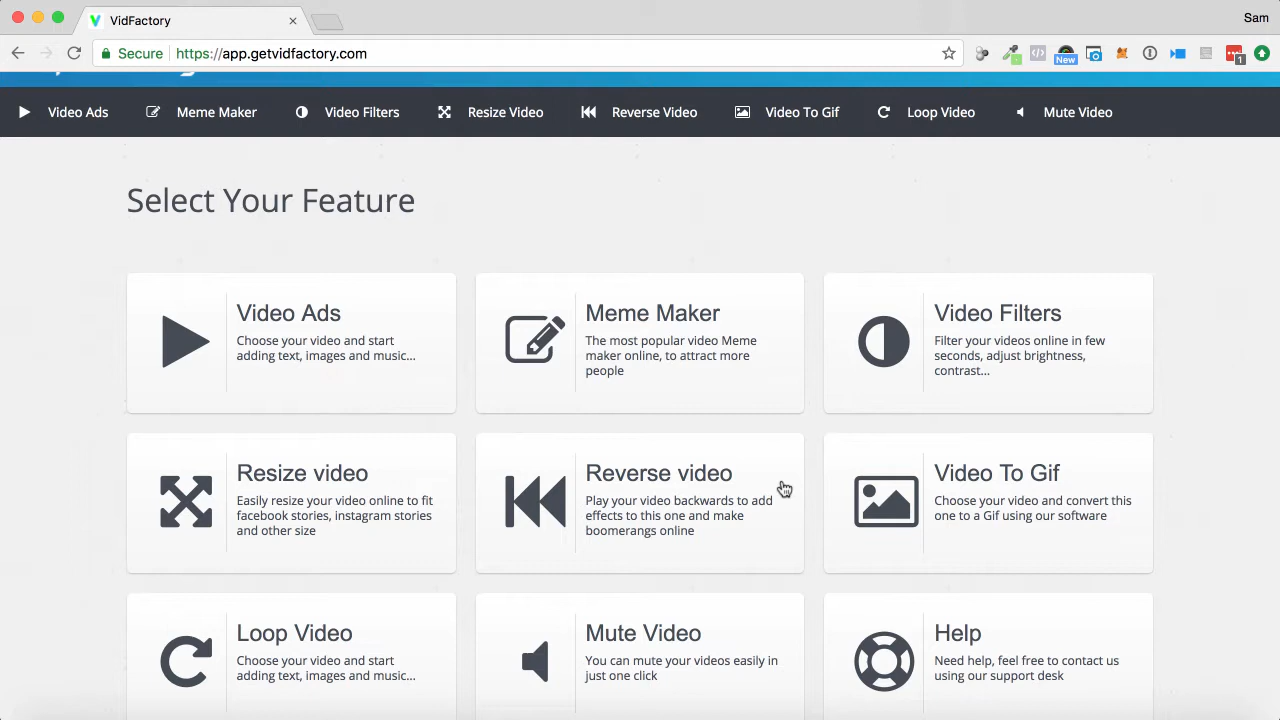 VidFactory
Sam
Secure https://app.getvidfactory.com
New
1
Video Ads Meme Maker Video Filters Resize Video Reverse Video Video To Gif Loop Video Mute Video
Select Your Feature
Video Ads
Choose your video and start
adding text, images and music...
Meme Maker
The most popular video Meme
maker online, to attract more
people
Video Filters
Filter your videos online in few
seconds, adjust brightness,
contrast...
Resize video
Easily resize your video online to fit
facebook stories, instagram stories
and other size
Reverse video
Play your video backwards to add
effects to this one and make
boomerangs online
Video To Gif
Choose your video and convert this
one to a Gif using our software
Loop Video
Choose your video and start
adding text, images and music...
Mute Video
You can mute your videos easily in
just one click
Help
Need help, feel free to contact us
using our support desk